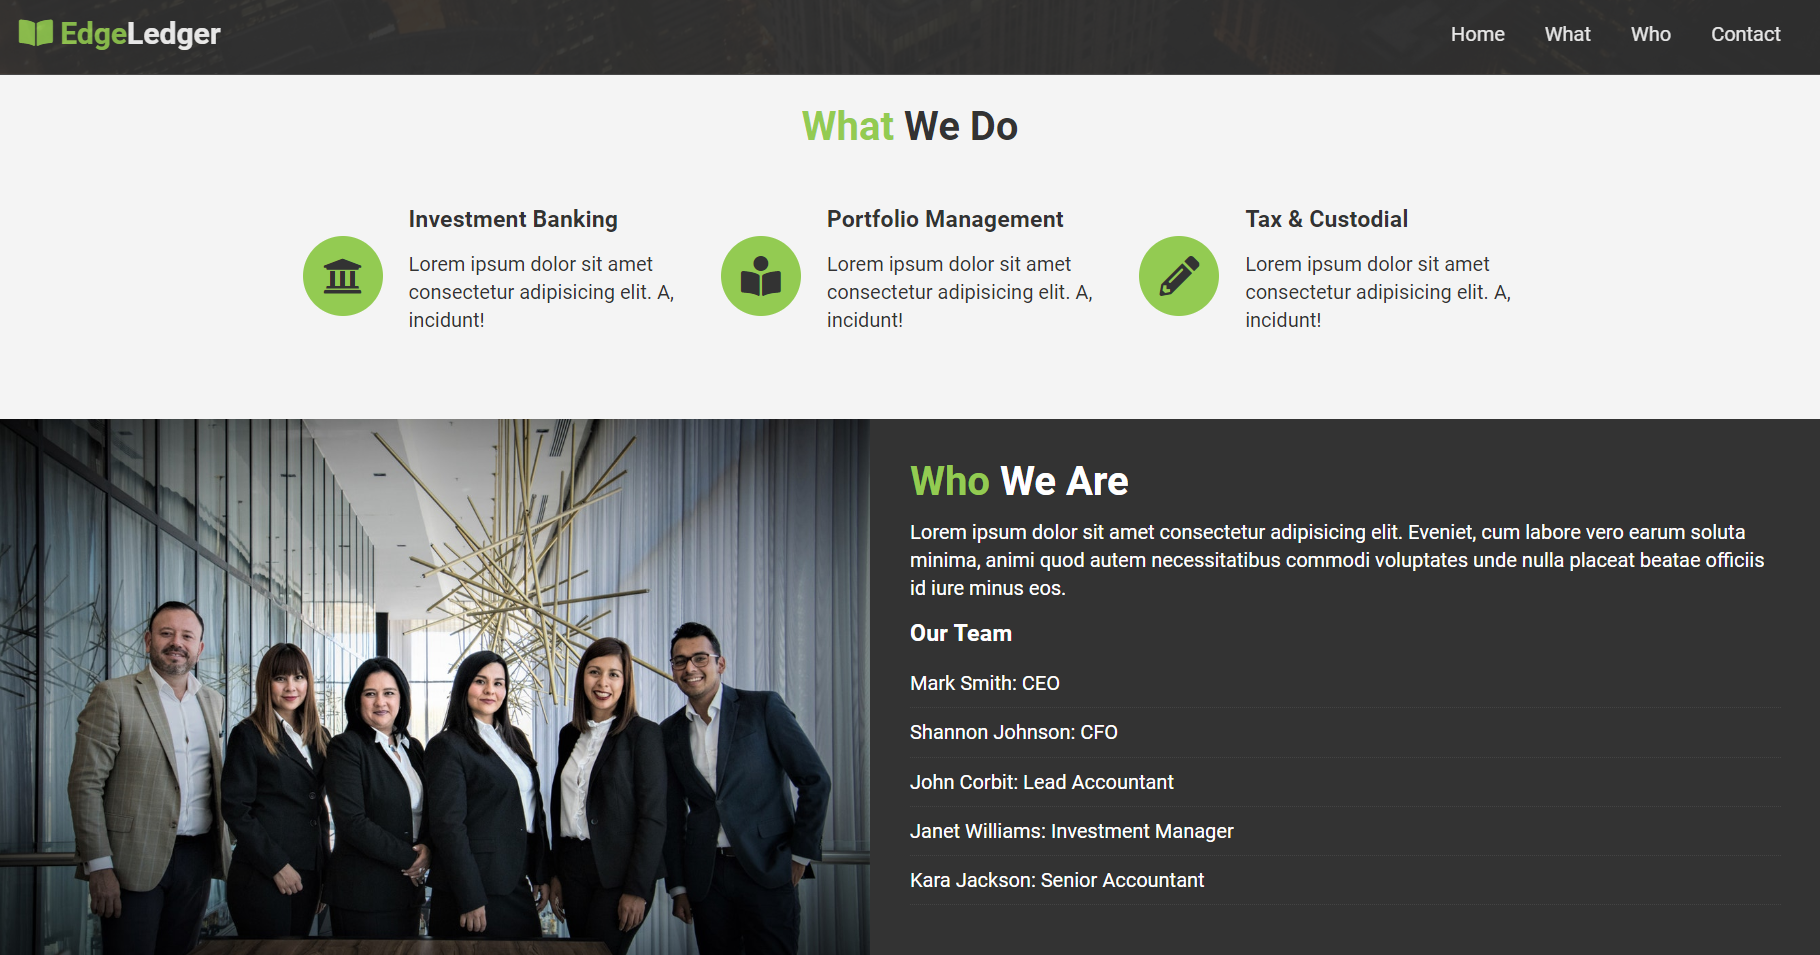 EdgeLedger
Home What Who Contact
What We Do
Investment Banking
Lorem ipsum dolor sit amet
consectetur adipisicing elit. A,
incidunt!
Portfolio Management
Lorem ipsum dolor sit amet
consectetur adipisicing elit. A,
incidunt!
Tax & Custodial
Lorem ipsum dolor sit amet
consectetur adipisicing elit. A,
incidunt!
Who We Are
Lorem ipsum dolor sit amet consectetur adipisicing elit. Eveniet, cum labore vero earum soluta
minima, animi quod autem necessitatibus commodi voluptates unde nulla placeat beatae officiis
id iure minus eos.
Our Team
Mark Smith: CEO
Shannon Johnson: CFO
John Corbit: Lead Accountant
Janet Williams: Investment Manager
Kara Jackson: Senior Accountant